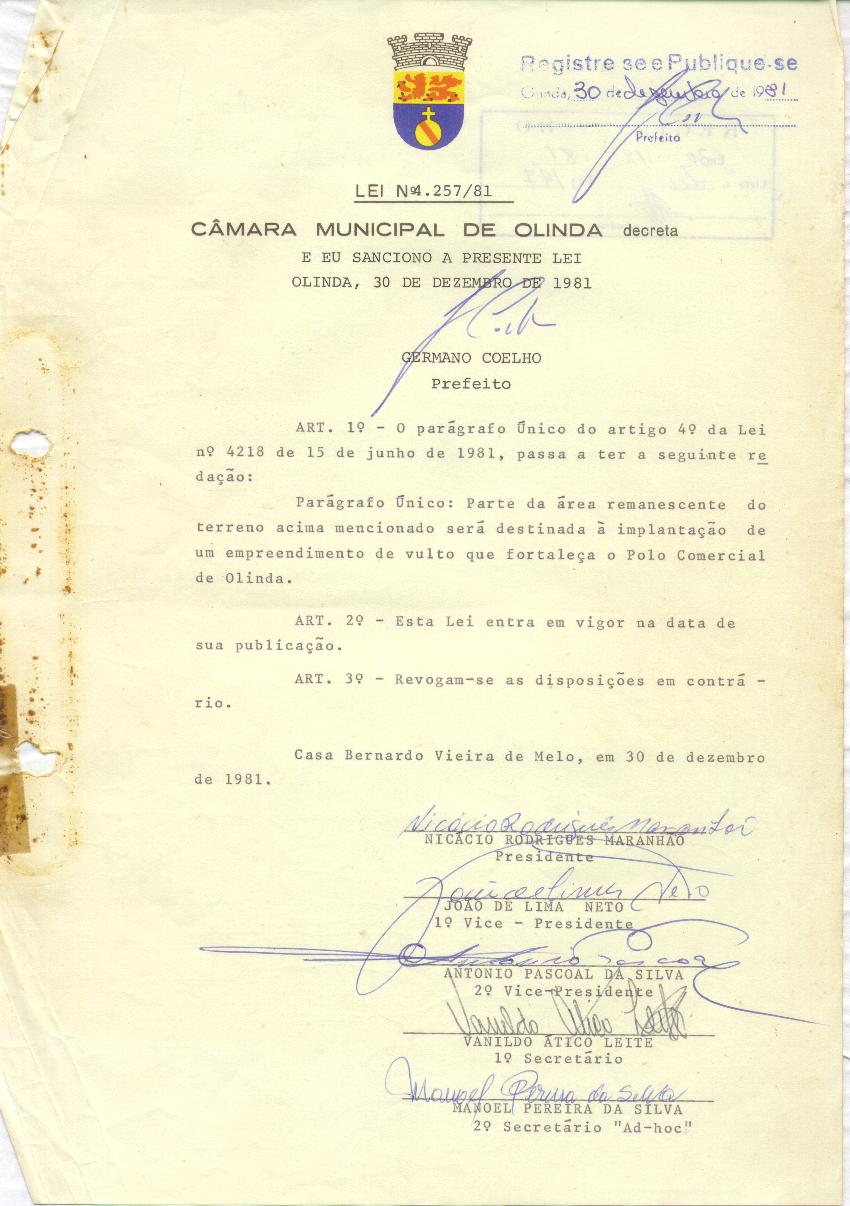 Registre se e Publique-se
Olinda, 30 de dezembro de 1981
Prefeito
LEI Nº4.257/81
CÂMARA MUNICIPAL DE OLINDA decreta
E EU SANCIONO A PRESENTE LEI
OLINDA, 30 DE DEZEMBRO DE 1981
GERMANO COELHO
Prefeito
ART. 1º - O parágrafo Único do artigo 4º da Lei
nº 4218 de 15 de junho de 1981, passa a ter a seguinte re
dação:
Parágrafo Único: Parte da área remanescente do
terreno acima mencionado será destinada à implantação de
um empreendimento de vulto que fortaleça o Polo Comercial
de Olinda.
ART. 2º - Esta Lei entra em vigor na data de
sua publicação.
ART. 3º - Revogam-se as disposições em contrá -
rio.
Casa Bernardo Vieira de Melo, em 30 de dezembro
de 1981.
Nicácio Rodrigues Maranhão
NICÁCIO RODRIGUES MARANHÃO
Presidente
João de Lima Neto
JOÃO DE LIMA NETO
1º Vice - Presidente
Antonio Pascoal
ANTONIO PASCOAL DA SILVA
2º Vice-Presidente
Vanildo Ático Leite
VANILDO ÁTICO LEITE
1º Secretário
Manoel Pereira da Silva
MANOEL PEREIRA DA SILVA
2º Secretário "Ad-hoc"